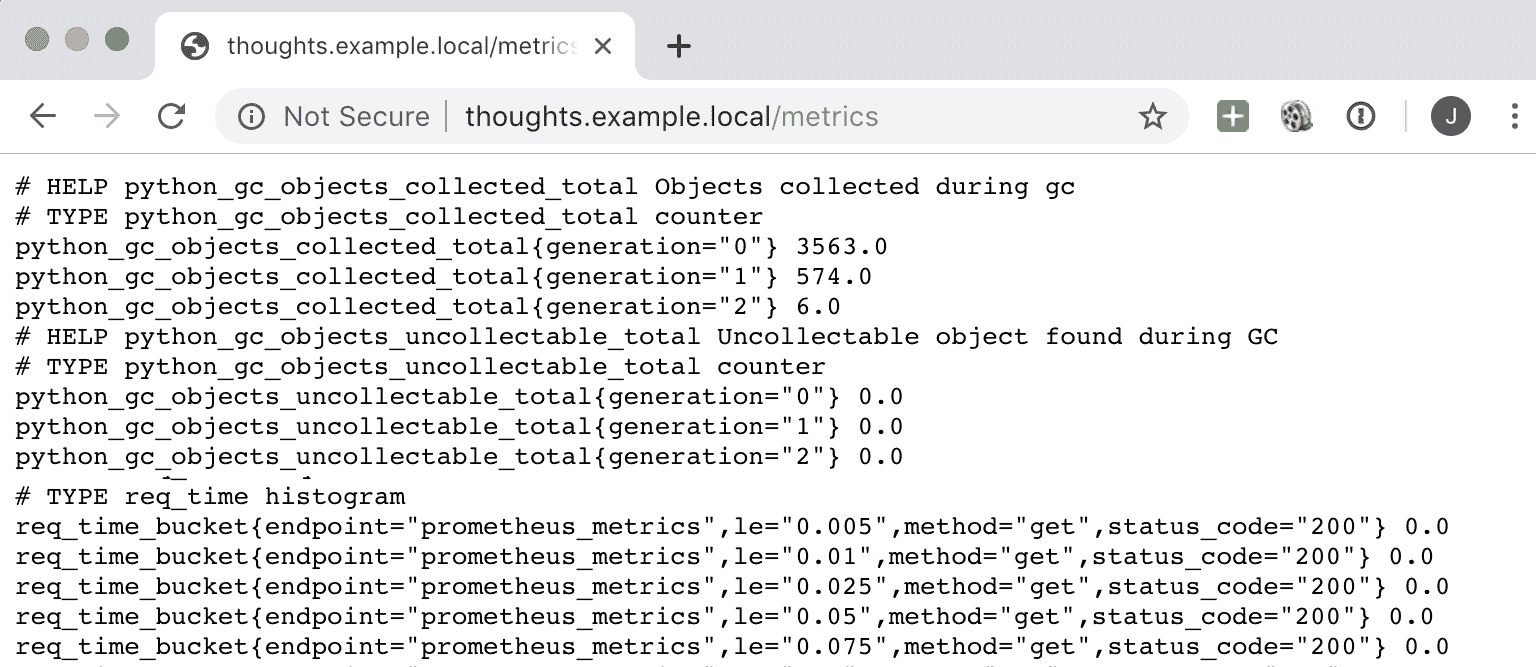 thoughts.example.local/metrics
Not Secure
thoughts.example.local/metrics
J
# HELP python_gc_objects_collected_total Objects collected during gc
# TYPE python_gc_objects_collected_total counter
python_gc_objects_collected_total{generation="0"} 3563.0
python_gc_objects_collected_total{generation="1"} 574.0
python_gc_objects_collected_total{generation="2"} 6.0
# HELP python_gc_objects_uncollectable_total Uncollectable object found during GC
# TYPE python_gc_objects_uncollectable_total counter
python_gc_objects_uncollectable_total{generation="0"} 0.0
python_gc_objects_uncollectable_total{generation="1"} 0.0
python_gc_objects_uncollectable_total{generation="2"} 0.0
# TYPE req_time histogram
req_time_bucket{endpoint="prometheus_metrics",le="0.005",method="get",status_code="200"} 0.0
req_time_bucket{endpoint="prometheus_metrics",le="0.01",method="get",status_code="200"} 0.0
req_time_bucket{endpoint="prometheus_metrics",le="0.025",method="get",status_code="200"} 0.0
req_time_bucket{endpoint="prometheus_metrics",le="0.05",method="get",status_code="200"} 0.0
req_time_bucket{endpoint="prometheus_metrics",le="0.075",method="get",status_code="200"} 0.0